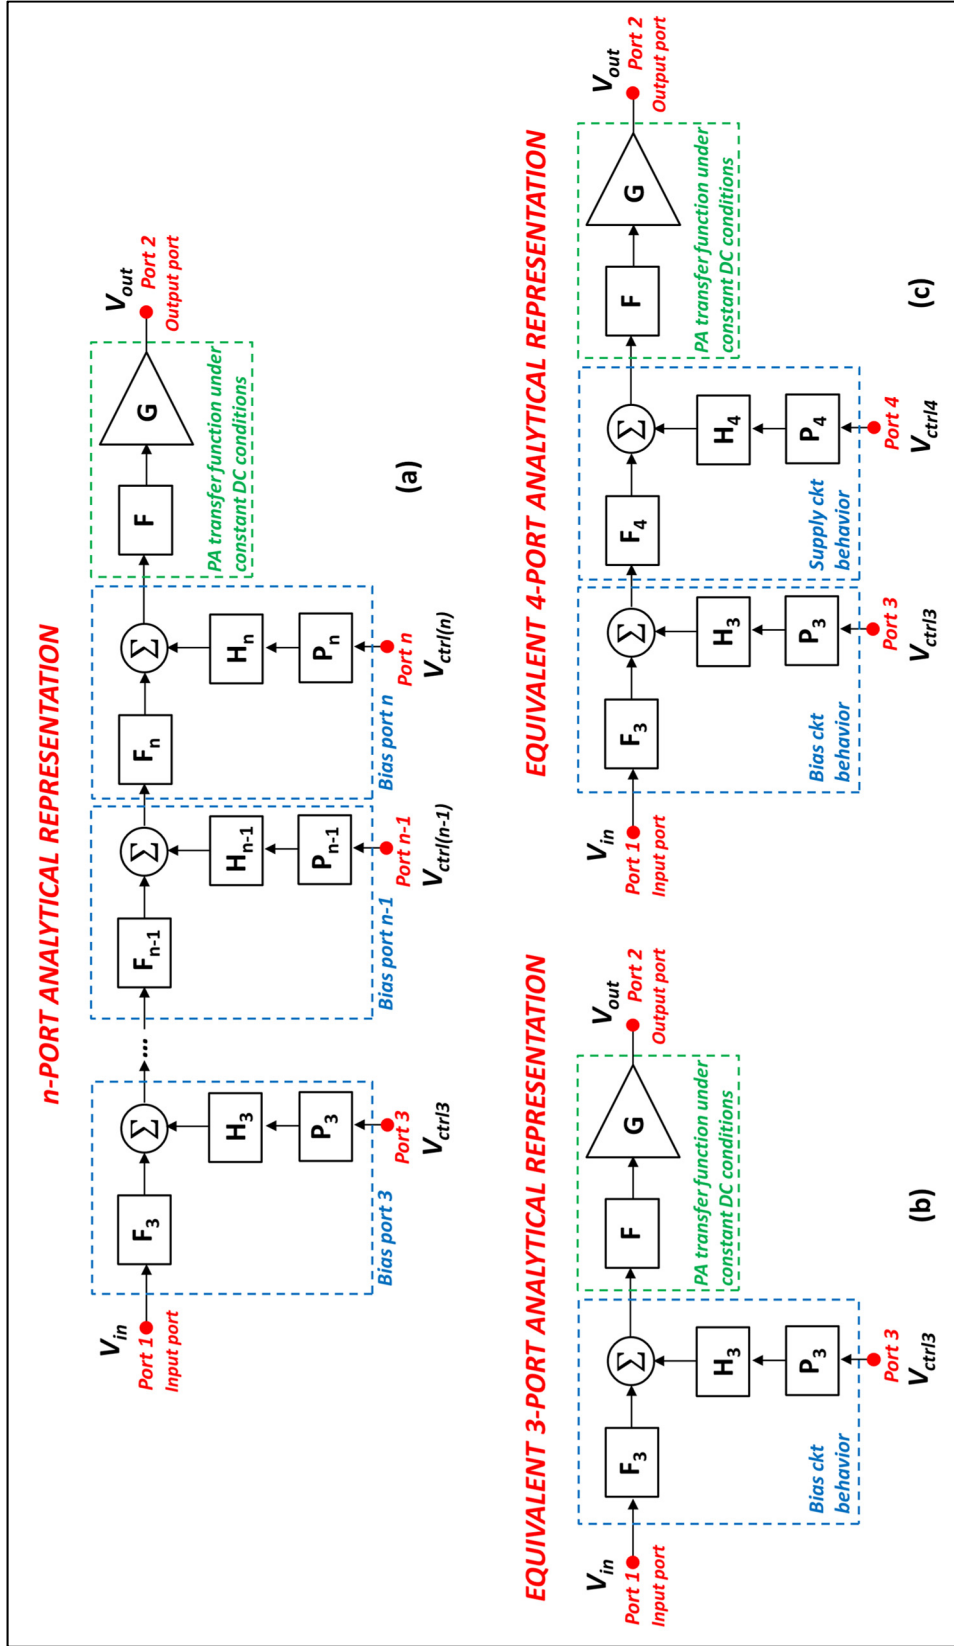 n-PORT ANALYTICAL REPRESENTATION
V_in
Port 1
Input port
F_3
Σ
H_3
P_3
Port 3
V_ctrl3
Bias port 3
...
F_n-1
Σ
H_n-1
P_n-1
Port n-1
V_ctrl(n-1)
Bias port n-1
F_n
Σ
H_n
P_n
Port n
V_ctrl(n)
Bias port n
F
G
PA transfer function under
constant DC conditions
V_out
Port 2
Output port
(a)
EQUIVALENT 3-PORT ANALYTICAL REPRESENTATION
V_in
Port 1
Input port
F_3
Σ
H_3
P_3
Port 3
V_ctrl3
Bias ckt
behavior
F
G
PA transfer function under
constant DC conditions
V_out
Port 2
Output port
(b)
EQUIVALENT 4-PORT ANALYTICAL REPRESENTATION
V_in
Port 1
Input port
F_3
Σ
H_3
P_3
Port 3
V_ctrl3
Bias ckt
behavior
F_4
Σ
H_4
P_4
Port 4
V_ctrl4
Supply ckt
behavior
F
G
PA transfer function under
constant DC conditions
V_out
Port 2
Output port
(c)